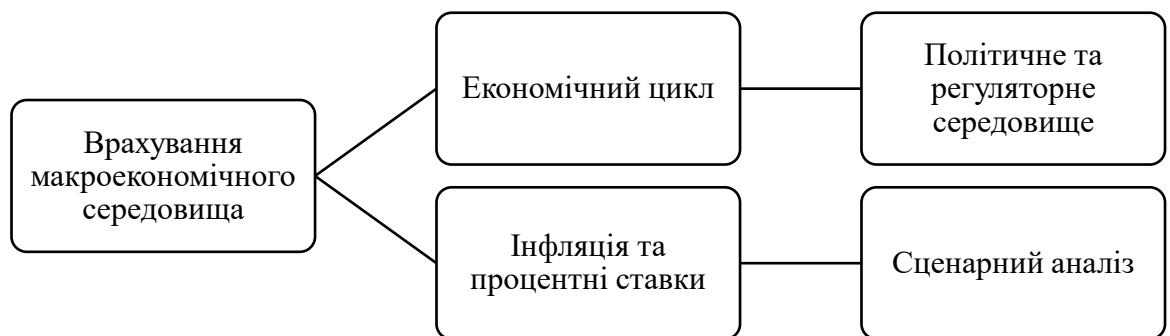 Врахування
макроекономічного
середовища
Економічний цикл
Політичне та
регуляторне
середовище
Інфляція та
процентні ставки
Сценарний аналіз